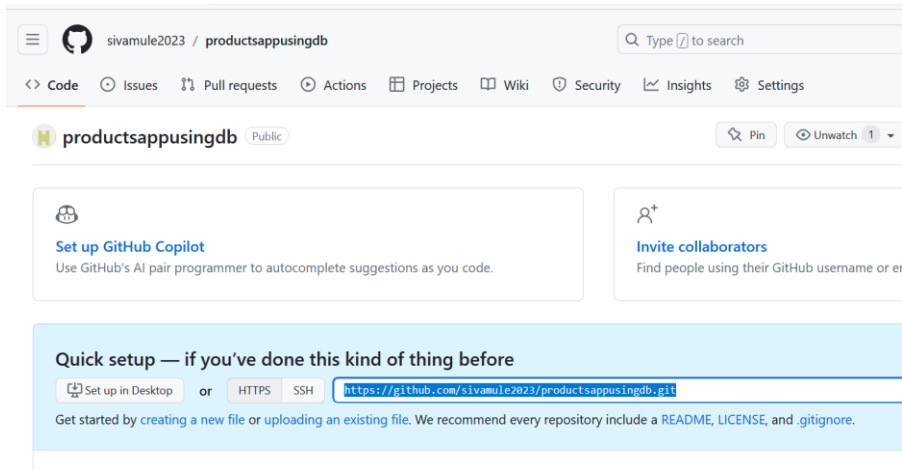 sivamule2023 / productsappusingdb
Type / to search
Code Issues Pull requests Actions Projects Wiki Security Insights Settings
productsappusingdb Public
Pin Unwatch 1
Set up GitHub Copilot
Use GitHub's AI pair programmer to autocomplete suggestions as you code.
Invite collaborators
Find people using their GitHub username or
Quick setup — if you've done this kind of thing before
Set up in Desktop or HTTPS SSH https://github.com/sivamule2023/productsappusingdb.git
Get started by creating a new file or uploading an existing file. We recommend every repository include a README, LICENSE, and .gitignore.